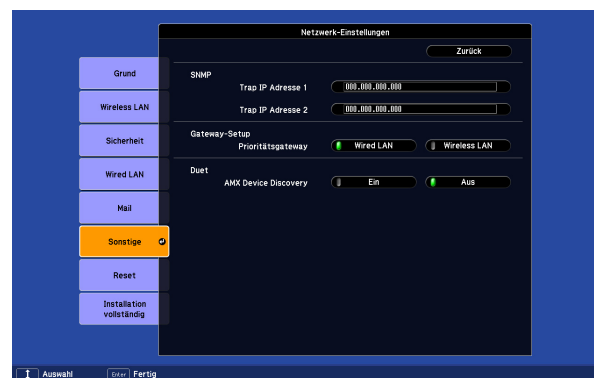 Netzwerk-Einstellungen
Zurück
Grund
Wireless LAN
Sicherheit
Wired LAN
Mail
Sonstige
Reset
Installation
vollständig
SNMP
Trap IP Adresse 1 000.000.000.000
Trap IP Adresse 2 000.000.000.000
Gateway-Setup
Prioritätsgateway Wired LAN Wireless LAN
Duet
AMX Device Discovery Ein Aus
Auswahl Enter Fertig